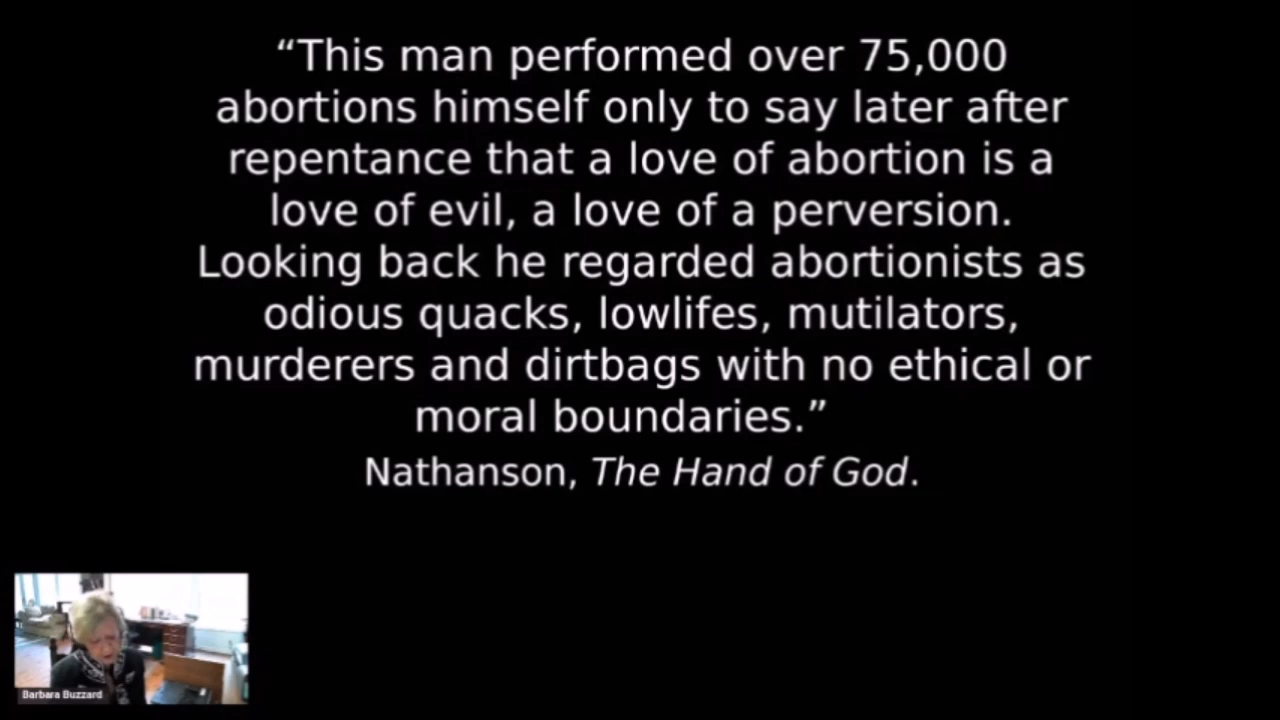 “This man performed over 75,000
abortions himself only to say later after
repentance that a love of abortion is a
love of evil, a love of a perversion.
Looking back he regarded abortionists as
odious quacks, lowlifes, mutilators,
murderers and dirtbags with no ethical or
moral boundaries.”
Nathanson, The Hand of God.
Barbara Buzzard